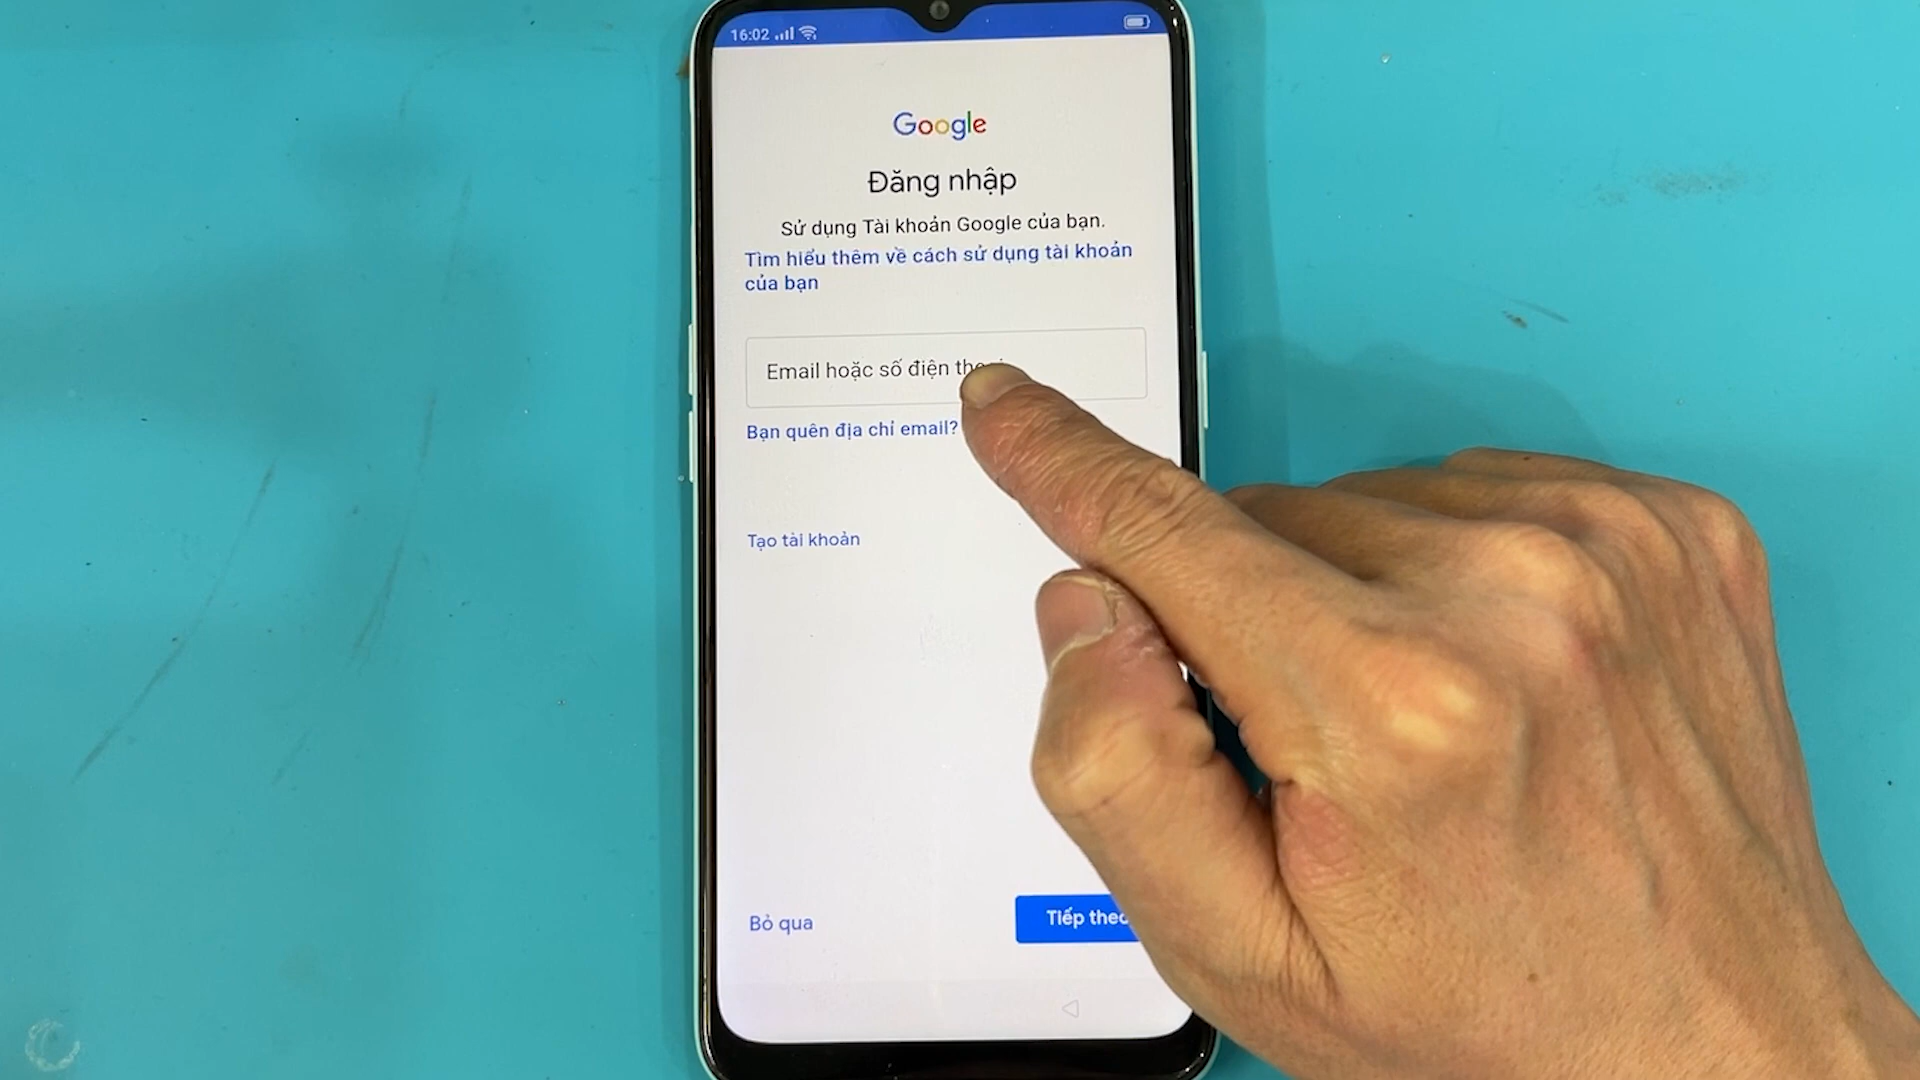 16:02
Google
Đăng nhập
Sử dụng Tài khoản Google của bạn.
Tìm hiểu thêm về cách sử dụng tài khoản
của bạn
Email hoặc số điện
Bạn quên địa chỉ email?
Tạo tài khoản
Bỏ qua
Tiếp theo